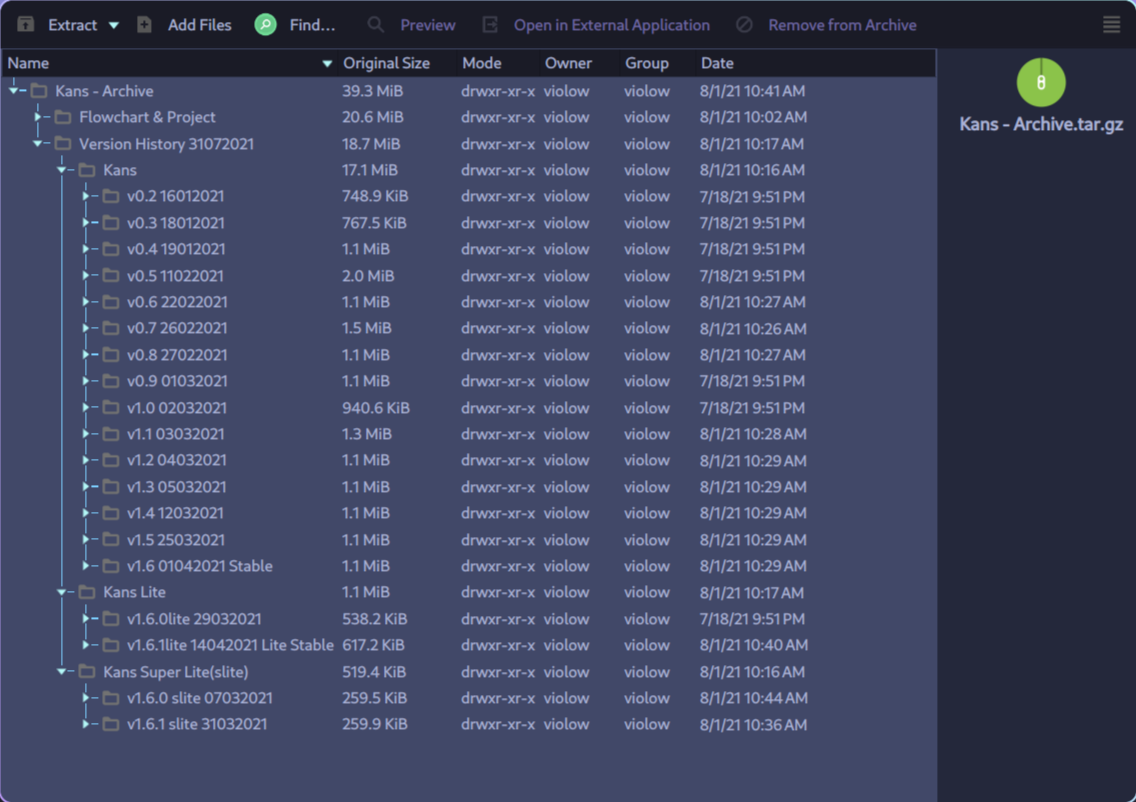 Extract Add Files Find... Preview Open in External Application Remove from Archive
Name Original Size Mode Owner Group Date
Kans - Archive 39.3 MiB drwxr-xr-x violow violow 8/1/21 10:41 AM
Kans - Archive.tar.gz
Flowchart & Project 20.6 MiB drwxr-xr-x violow violow 8/1/21 10:02 AM
Version History 31072021 18.7 MiB drwxr-xr-x violow violow 8/1/21 10:17 AM
Kans 17.1 MiB drwxr-xr-x violow violow 8/1/21 10:16 AM
v0.2 16012021 748.9 KiB drwxr-xr-x violow violow 7/18/21 9:51 PM
v0.3 18012021 767.5 KiB drwxr-xr-x violow violow 7/18/21 9:51 PM
v0.4 19012021 1.1 MiB drwxr-xr-x violow violow 7/18/21 9:51 PM
v0.5 11022021 2.0 MiB drwxr-xr-x violow violow 7/18/21 9:51 PM
v0.6 22022021 1.1 MiB drwxr-xr-x violow violow 8/1/21 10:27 AM
v0.7 26022021 1.5 MiB drwxr-xr-x violow violow 8/1/21 10:26 AM
v0.8 27022021 1.1 MiB drwxr-xr-x violow violow 8/1/21 10:27 AM
v0.9 01032021 1.1 MiB drwxr-xr-x violow violow 7/18/21 9:51 PM
v1.0 02032021 940.6 KiB drwxr-xr-x violow violow 7/18/21 9:51 PM
v1.1 03032021 1.3 MiB drwxr-xr-x violow violow 8/1/21 10:28 AM
v1.2 04032021 1.1 MiB drwxr-xr-x violow violow 8/1/21 10:29 AM
v1.3 05032021 1.1 MiB drwxr-xr-x violow violow 8/1/21 10:29 AM
v1.4 12032021 1.1 MiB drwxr-xr-x violow violow 8/1/21 10:29 AM
v1.5 25032021 1.1 MiB drwxr-xr-x violow violow 8/1/21 10:29 AM
v1.6 01042021 Stable 1.1 MiB drwxr-xr-x violow violow 8/1/21 10:29 AM
Kans Lite 1.1 MiB drwxr-xr-x violow violow 8/1/21 10:17 AM
v1.6.0lite 29032021 538.2 KiB drwxr-xr-x violow violow 7/18/21 9:51 PM
v1.6.1lite 14042021 Lite Stable 617.2 KiB drwxr-xr-x violow violow 8/1/21 10:40 AM
Kans Super Lite(slite) 519.4 KiB drwxr-xr-x violow violow 8/1/21 10:16 AM
v1.6.0 slite 07032021 259.5 KiB drwxr-xr-x violow violow 8/1/21 10:44 AM
v1.6.1 slite 31032021 259.9 KiB drwxr-xr-x violow violow 8/1/21 10:36 AM